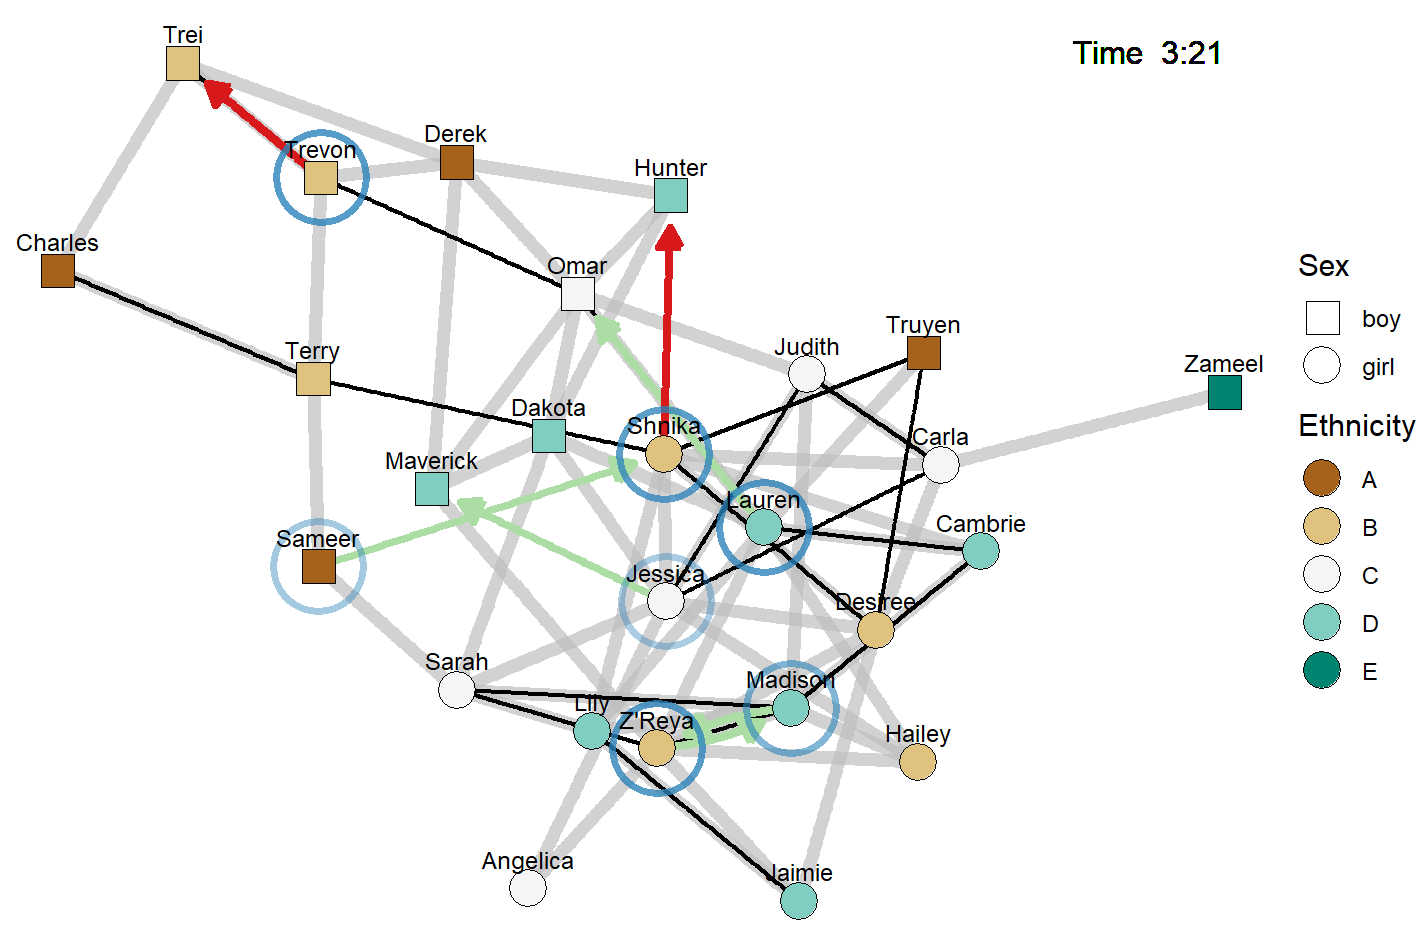 Trei
Time 3:21
Derek
Trevon
Hunter
Charles
Omar
Truyen
Judith
Terry
Zameel
Dakota
Shnika
Carla
Maverick
Lauren
Cambrie
Sameer
Jessica
Desiree
Sarah
Madison
Lily
Z'Reya
Hailey
Angelica
Jaimie
Sex
boy
girl
Ethnicity
A
B
C
D
E